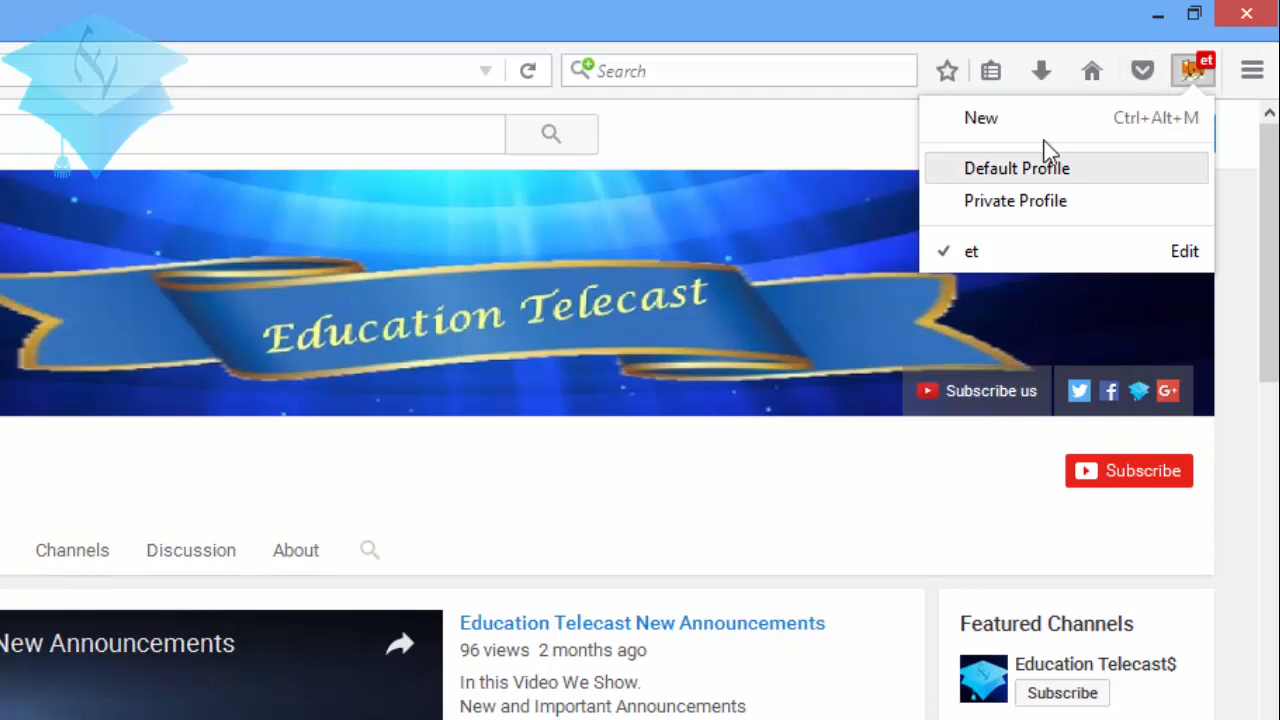 et
Search
New Ctrl+Alt+M
Default Profile
Private Profile
et Edit
Education Telecast
Subscribe us
G+
Subscribe
Channels Discussion About
New Announcements
Education Telecast New Announcements
96 views 2 months ago
In this Video We Show.
New and Important Announcements
Featured Channels
Education Telecast$
Subscribe